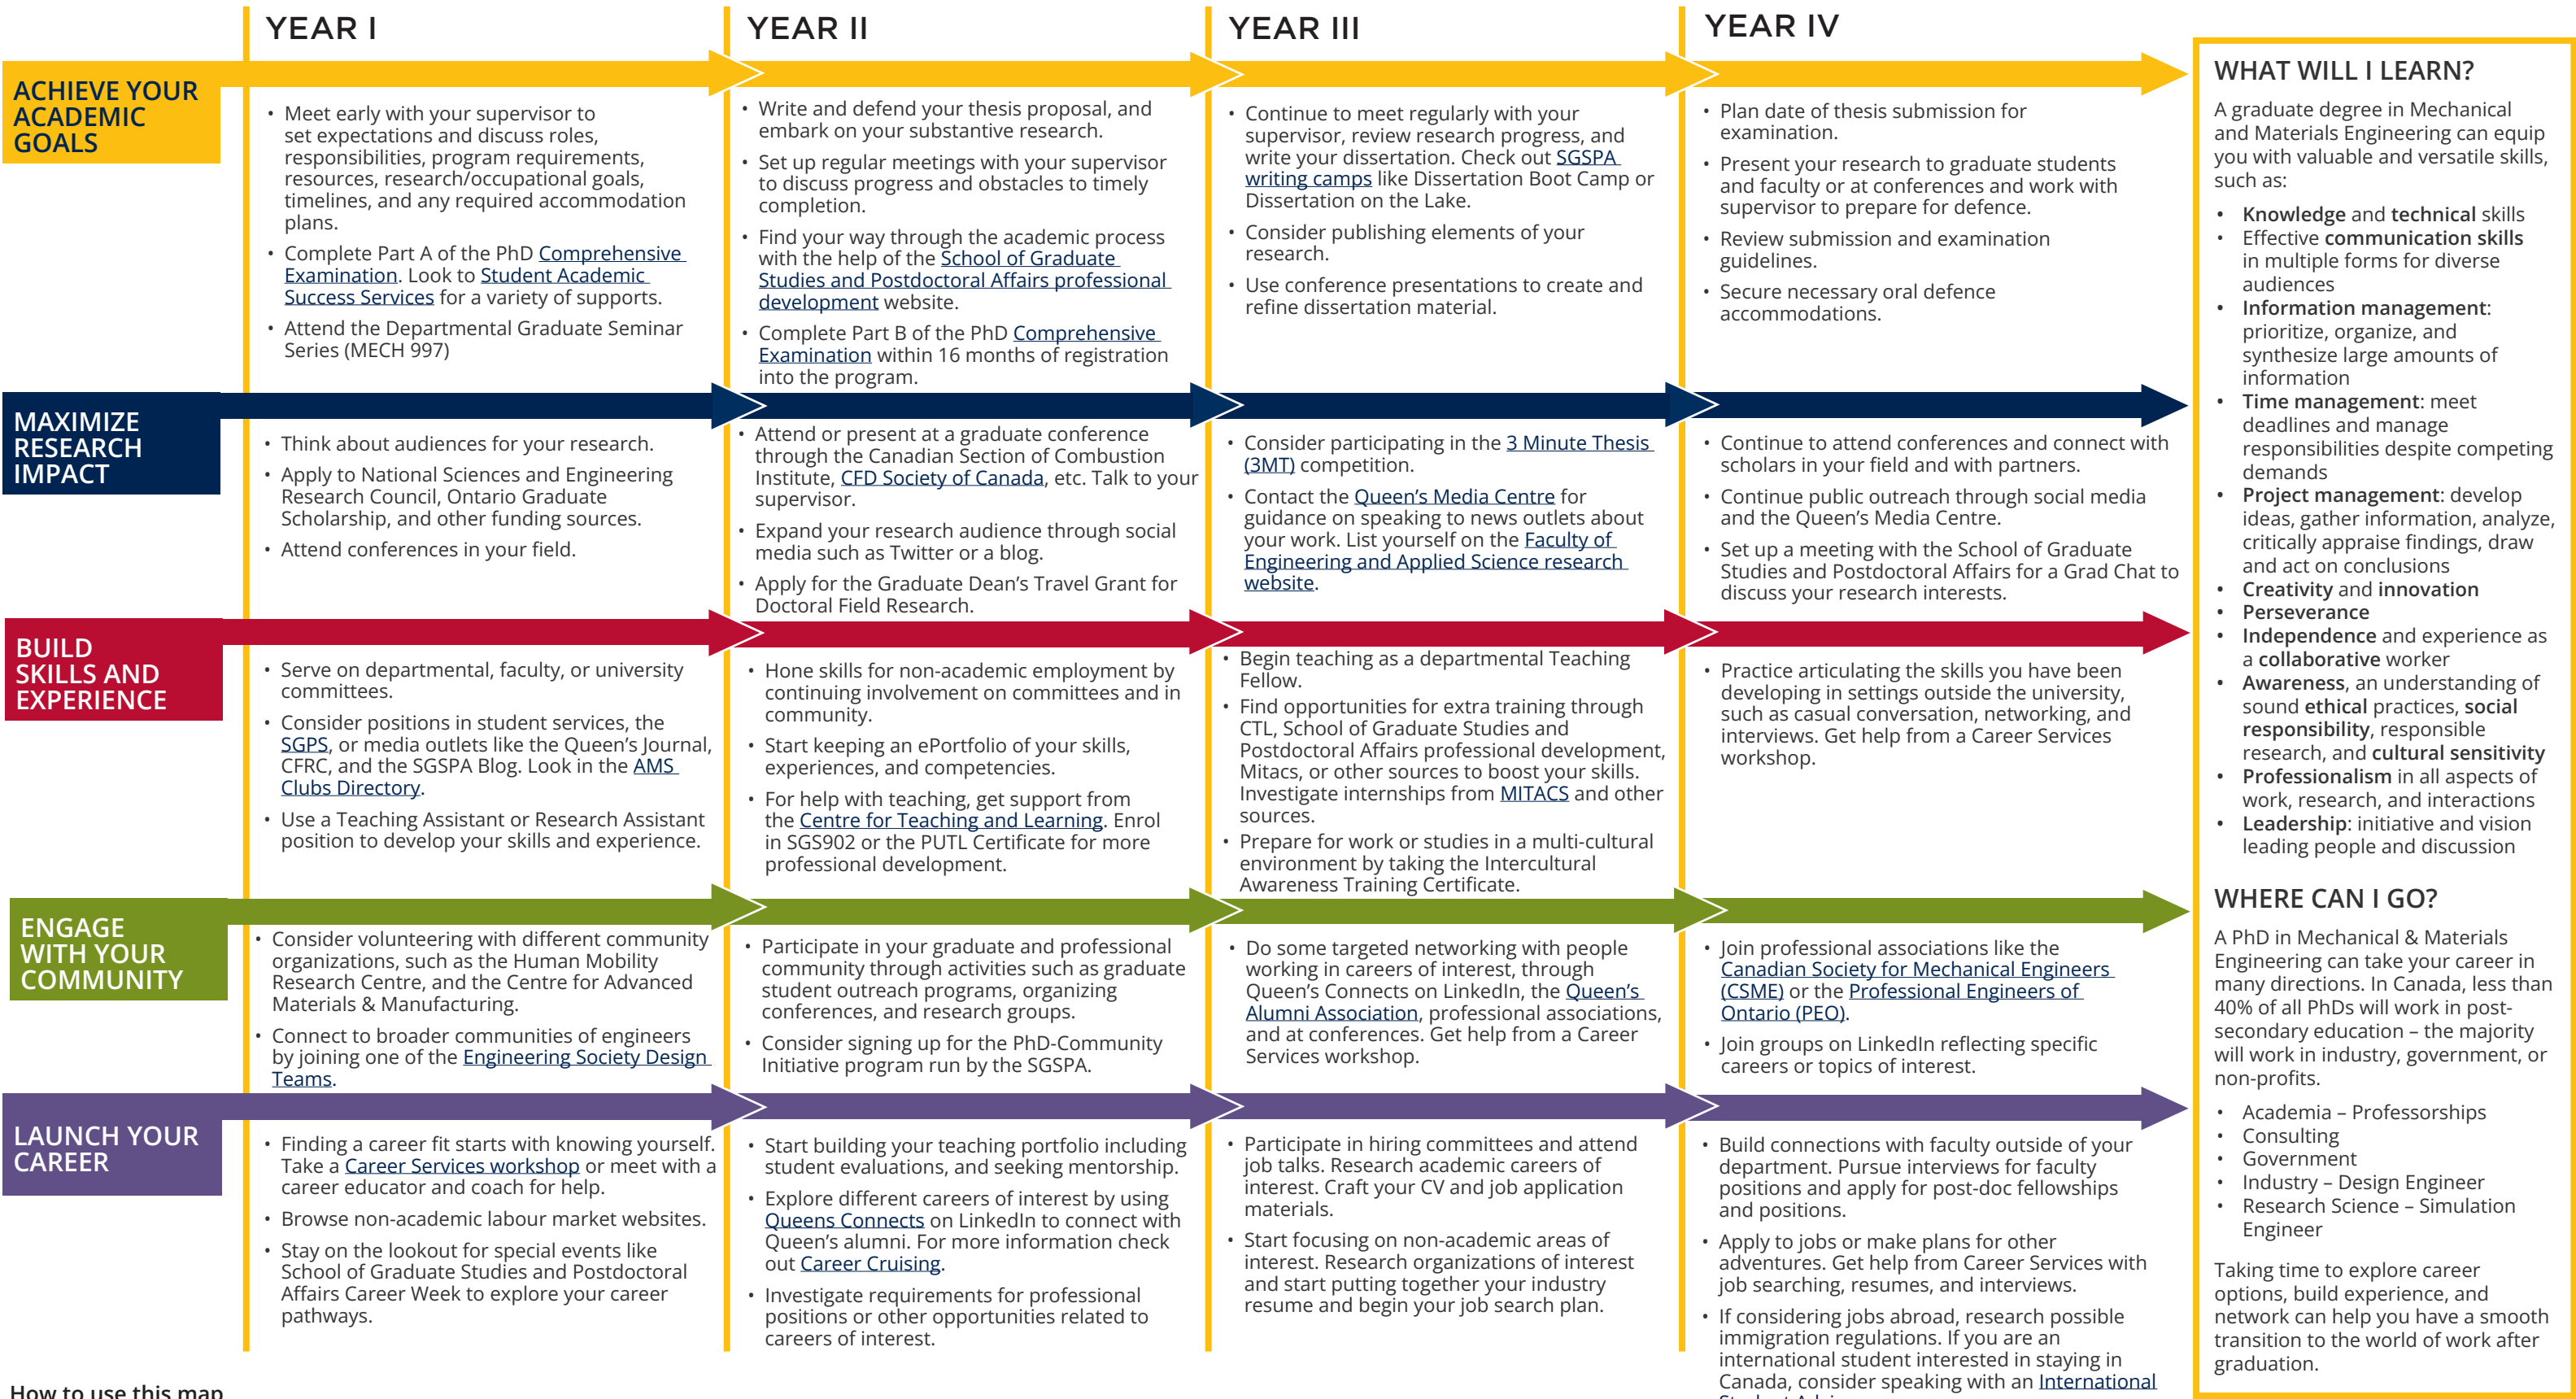 YEAR I
YEAR II
YEAR III
YEAR IV
ACHIEVE YOUR
ACADEMIC
GOALS
• Meet early with your supervisor to
set expectations and discuss roles,
responsibilities, program requirements,
resources, research/occupational goals,
timelines, and any required accommodation
plans.
• Complete Part A of the PhD Comprehensive
Examination. Look to Student Academic
Success Services for a variety of supports.
• Attend the Departmental Graduate Seminar
Series (MECH 997)
• Write and defend your thesis proposal, and
embark on your substantive research.
• Set up regular meetings with your supervisor
to discuss progress and obstacles to timely
completion.
• Find your way through the academic process
with the help of the School of Graduate
Studies and Postdoctoral Affairs professional
development website.
• Complete Part B of the PhD Comprehensive
Examination within 16 months of registration
into the program.
• Continue to meet regularly with your
supervisor, review research progress, and
write your dissertation. Check out SGSPA
writing camps like Dissertation Boot Camp or
Dissertation on the Lake.
• Consider publishing elements of your
research.
• Use conference presentations to create and
refine dissertation material.
• Plan date of thesis submission for
examination.
• Present your research to graduate students
and faculty or at conferences and work with
supervisor to prepare for defence.
• Review submission and examination
guidelines.
• Secure necessary oral defence
accommodations.
MAXIMIZE
RESEARCH
IMPACT
• Think about audiences for your research.
• Apply to National Sciences and Engineering
Research Council, Ontario Graduate
Scholarship, and other funding sources.
• Attend conferences in your field.
• Attend or present at a graduate conference
through the Canadian Section of Combustion
Institute, CFD Society of Canada, etc. Talk to your
supervisor.
• Expand your research audience through social
media such as Twitter or a blog.
• Apply for the Graduate Dean's Travel Grant for
Doctoral Field Research.
• Consider participating in the 3 Minute Thesis
(3MT) competition.
• Contact the Queen's Media Centre for
guidance on speaking to news outlets about
your work. List yourself on the Faculty of
Engineering and Applied Science research
website.
• Continue to attend conferences and connect with
scholars in your field and with partners.
• Continue public outreach through social media
and the Queen's Media Centre.
• Set up a meeting with the School of Graduate
Studies and Postdoctoral Affairs for a Grad Chat to
discuss your research interests.
BUILD
SKILLS AND
EXPERIENCE
• Serve on departmental, faculty, or university
committees.
• Consider positions in student services, the
SGPS, or media outlets like the Queen's Journal,
CFRC, and the SGSPA Blog. Look in the AMS
Clubs Directory.
• Use a Teaching Assistant or Research Assistant
position to develop your skills and experience.
• Hone skills for non-academic employment by
continuing involvement on committees and in
community.
• Start keeping an ePortfolio of your skills,
experiences, and competencies.
• For help with teaching, get support from
the Centre for Teaching and Learning. Enrol
in SGS902 or the PUTL Certificate for more
professional development.
• Begin teaching as a departmental Teaching
Fellow.
• Find opportunities for extra training through
CTL, School of Graduate Studies and
Postdoctoral Affairs professional development,
Mitacs, or other sources to boost your skills.
Investigate internships from MITACS and other
sources.
• Prepare for work or studies in a multi-cultural
environment by taking the Intercultural
Awareness Training Certificate.
• Practice articulating the skills you have been
developing in settings outside the university,
such as casual conversation, networking, and
interviews. Get help from a Career Services
workshop.
ENGAGE
WITH YOUR
COMMUNITY
• Consider volunteering with different community
organizations, such as the Human Mobility
Research Centre, and the Centre for Advanced
Materials & Manufacturing.
• Connect to broader communities of engineers
by joining one of the Engineering Society Design
Teams.
• Participate in your graduate and professional
community through activities such as graduate
student outreach programs, organizing
conferences, and research groups.
• Consider signing up for the PhD-Community
Initiative program run by the SGSPA.
• Do some targeted networking with people
working in careers of interest, through
Queen's Connects on LinkedIn, the Queen's
Alumni Association, professional associations,
and at conferences. Get help from a Career
Services workshop.
• Join professional associations like the
Canadian Society for Mechanical Engineers
(CSME) or the Professional Engineers of
Ontario (PEO).
• Join groups on LinkedIn reflecting specific
careers or topics of interest.
LAUNCH YOUR
CAREER
• Finding a career fit starts with knowing yourself.
Take a Career Services workshop or meet with a
career educator and coach for help.
• Browse non-academic labour market websites.
• Stay on the lookout for special events like
School of Graduate Studies and Postdoctoral
Affairs Career Week to explore your career
pathways.
• Start building your teaching portfolio including
student evaluations, and seeking mentorship.
• Explore different careers of interest by using
Queens Connects on LinkedIn to connect with
Queen's alumni. For more information check
out Career Cruising.
• Investigate requirements for professional
positions or other opportunities related to
careers of interest.
• Participate in hiring committees and attend
job talks. Research academic careers of
interest. Craft your CV and job application
materials.
• Start focusing on non-academic areas of
interest. Research organizations of interest
and start putting together your industry
resume and begin your job search plan.
• Build connections with faculty outside of your
department. Pursue interviews for faculty
positions and apply for post-doc fellowships
and positions.
• Apply to jobs or make plans for other
adventures. Get help from Career Services with
job searching, resumes, and interviews.
• If considering jobs abroad, research possible
immigration regulations. If you are an
international student interested in staying in
Canada, consider speaking with an International
WHAT WILL I LEARN?
A graduate degree in Mechanical
and Materials Engineering can equip
you with valuable and versatile skills,
such as:
• Knowledge and technical skills
• Effective communication skills
in multiple forms for diverse
audiences
• Information management:
prioritize, organize, and
synthesize large amounts of
information
• Time management: meet
deadlines and manage
responsibilities despite competing
demands
• Project management: develop
ideas, gather information, analyze,
critically appraise findings, draw
and act on conclusions
• Creativity and innovation
• Perseverance
• Independence and experience as
a collaborative worker
• Awareness, an understanding of
sound ethical practices, social
responsibility, responsible
research, and cultural sensitivity
• Professionalism in all aspects of
work, research, and interactions
• Leadership: initiative and vision
leading people and discussion
WHERE CAN I GO?
A PhD in Mechanical & Materials
Engineering can take your career in
many directions. In Canada, less than
40% of all PhDs will work in post-
secondary education – the majority
will work in industry, government, or
non-profits.
• Academia – Professorships
• Consulting
• Government
• Industry – Design Engineer
• Research Science – Simulation
Engineer
Taking time to explore career
options, build experience, and
network can help you have a smooth
transition to the world of work after
graduation.
How to use this map